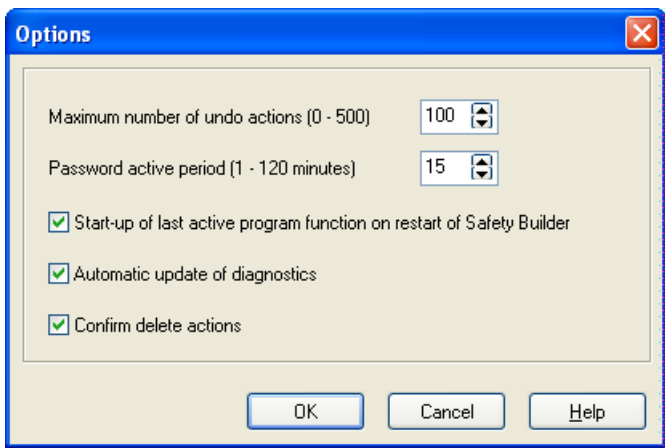 Options
Maximum number of undo actions (0 - 500) 100
Password active period (1 - 120 minutes) 15
Start-up of last active program function on restart of Safety Builder
Automatic update of diagnostics
Confirm delete actions
OK Cancel Help